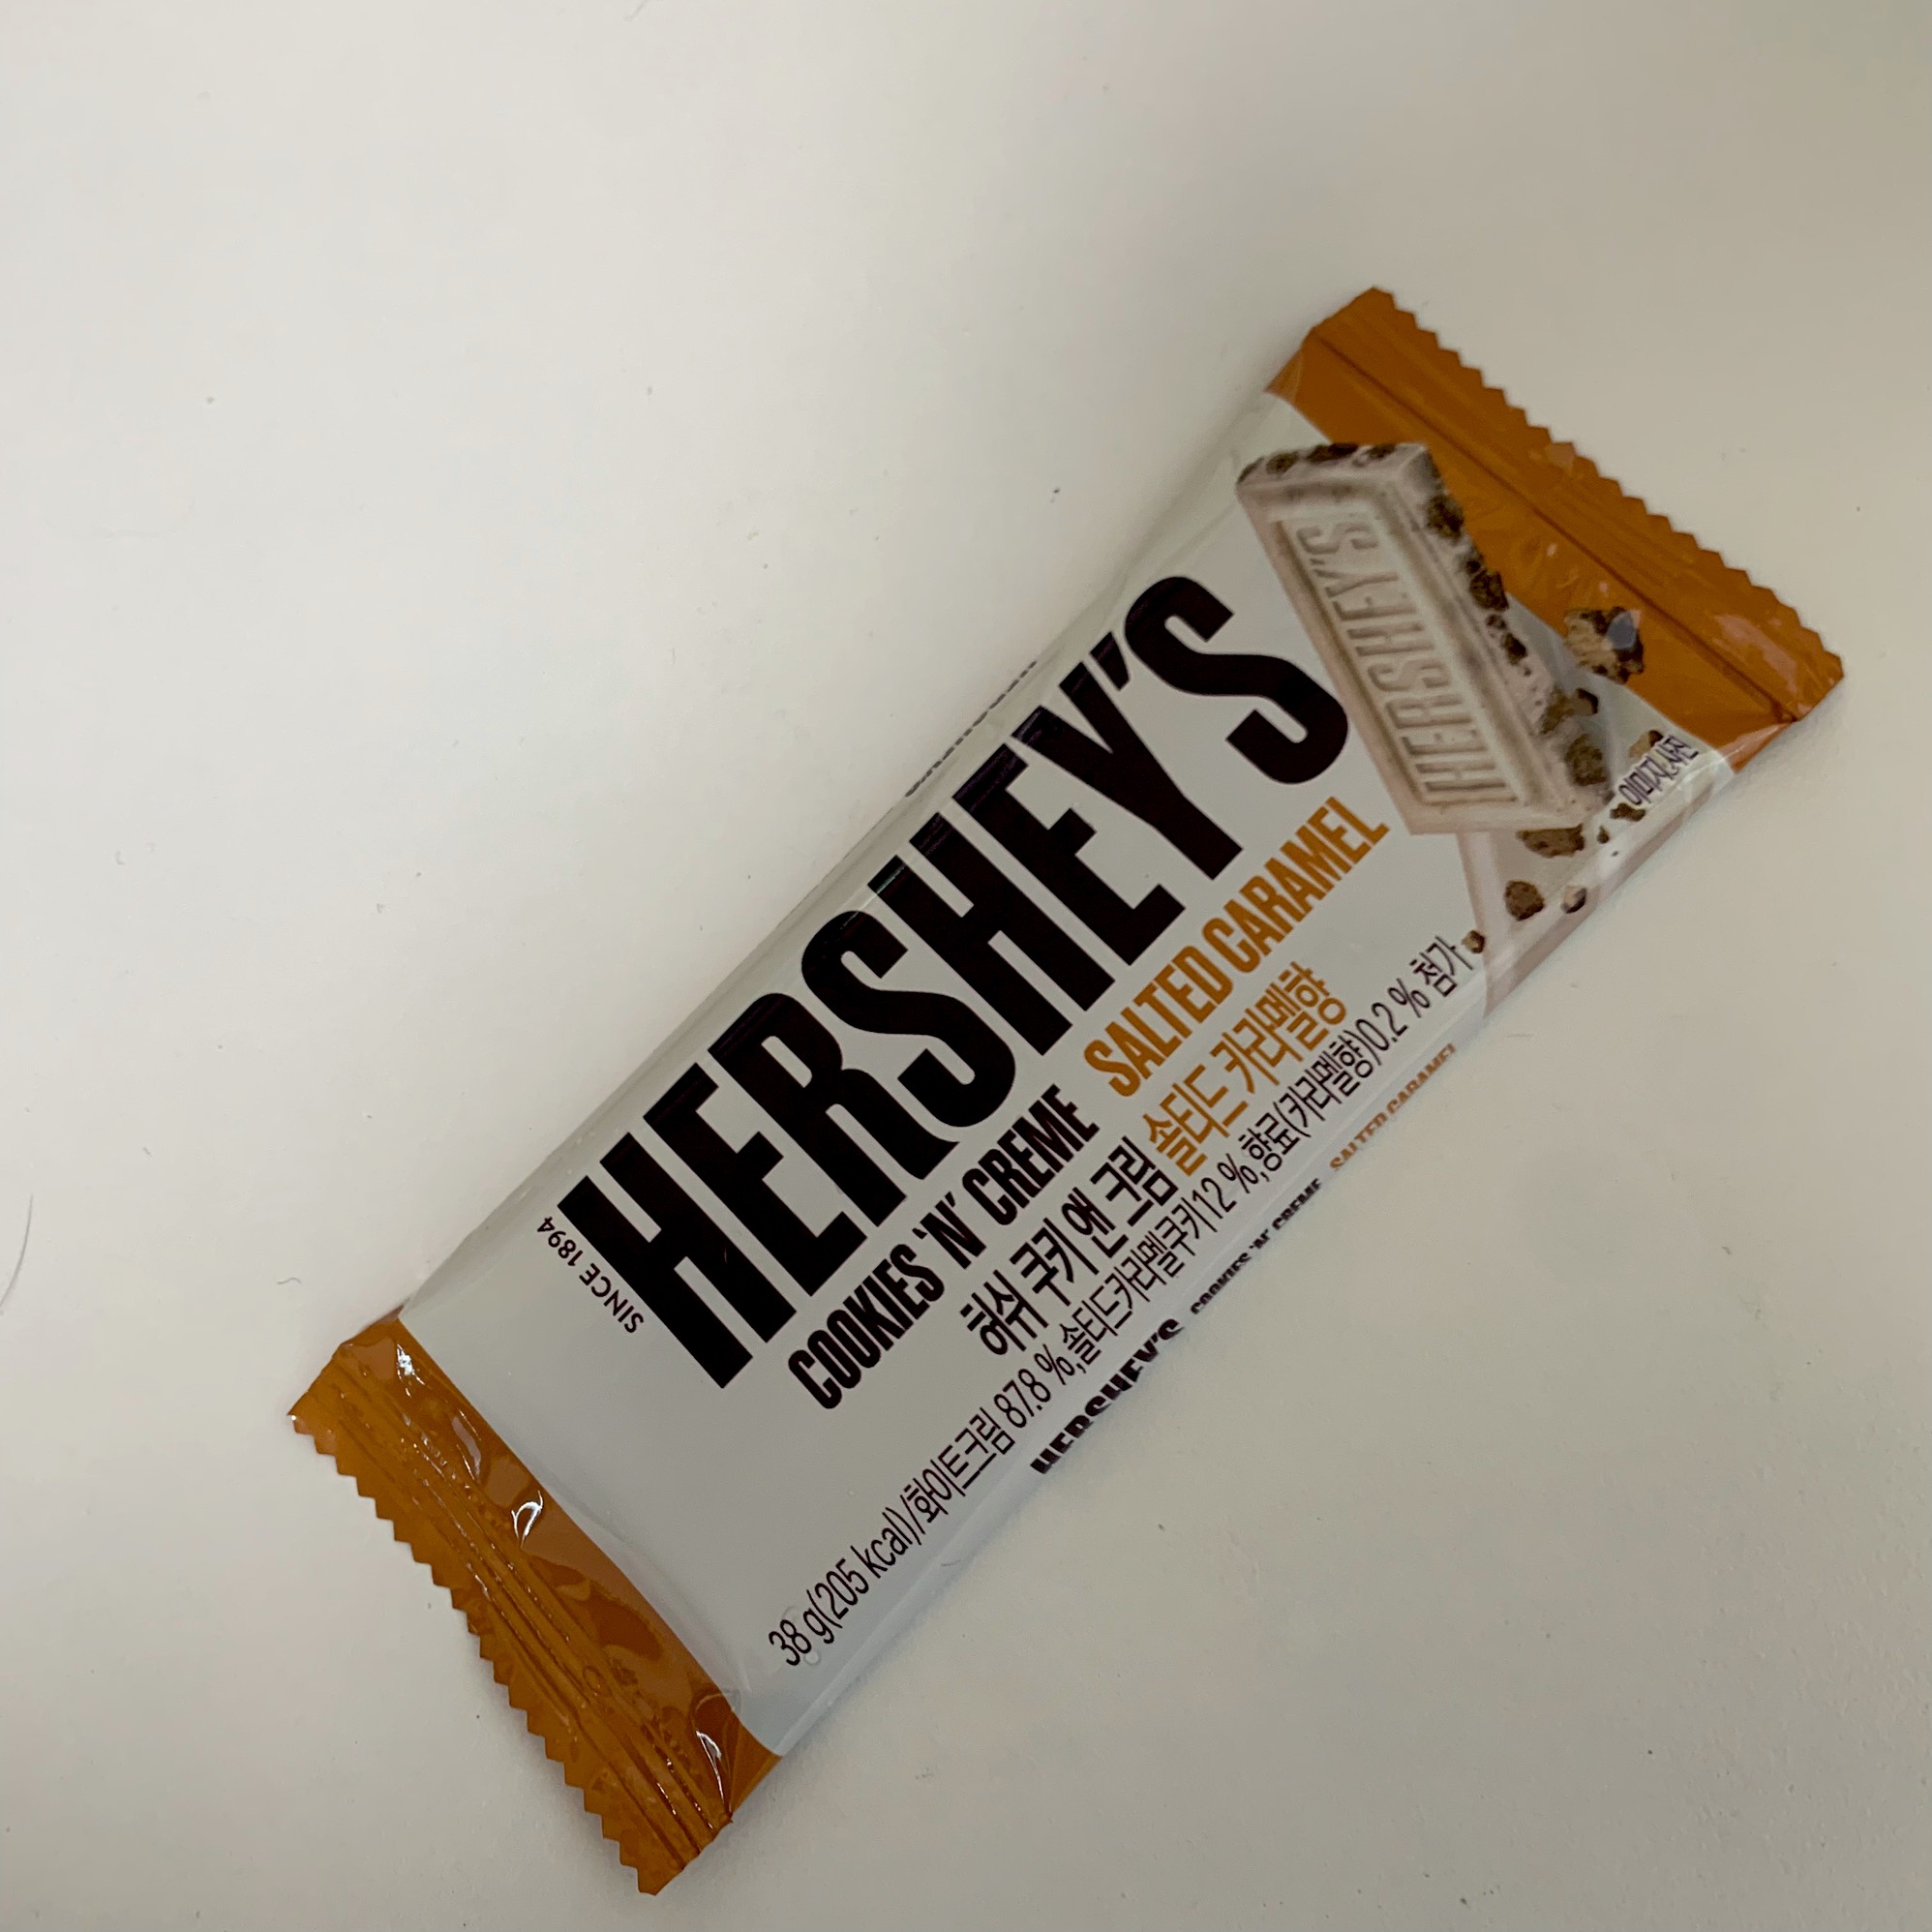 SINCE 1894
HERSHEY'S
COOKIES 'N' CREME SALTED CARAMEL
허쉬 쿠키 앤 크림 솔티드 카라멜향
38 g(205 kcal)/화이트크림 87.8 %,솔티드카라멜쿠키12 %,향료(카라멜향)0.2 % 첨가
HERSHEY'S
이미지 사진
HERSHEY'S COOKIES 'N' CREME SALTED CARAMEL